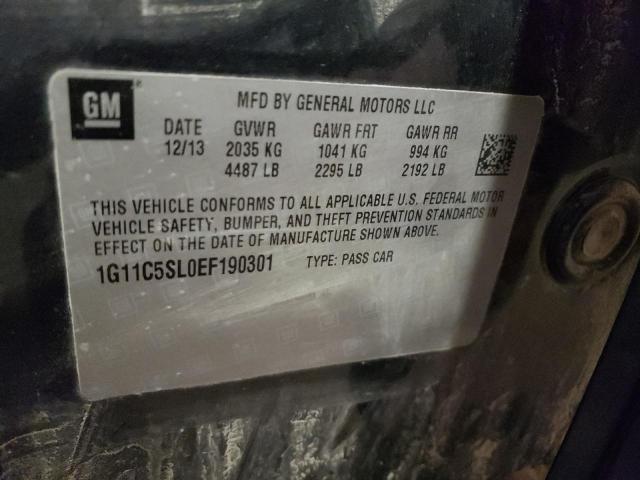 GM
MFD BY GENERAL MOTORS LLC
DATE GVWR GAWR FRT GAWR RR
12/13 2035 KG 1041 KG 994 KG
4487 LB 2295 LB 2192 LB
THIS VEHICLE CONFORMS TO ALL APPLICABLE U.S. FEDERAL MOTOR
VEHICLE SAFETY, BUMPER, AND THEFT PREVENTION STANDARDS IN
EFFECT ON THE DATE OF MANUFACTURE SHOWN ABOVE.
1G11C5SL0EF190301 TYPE: PASS CAR